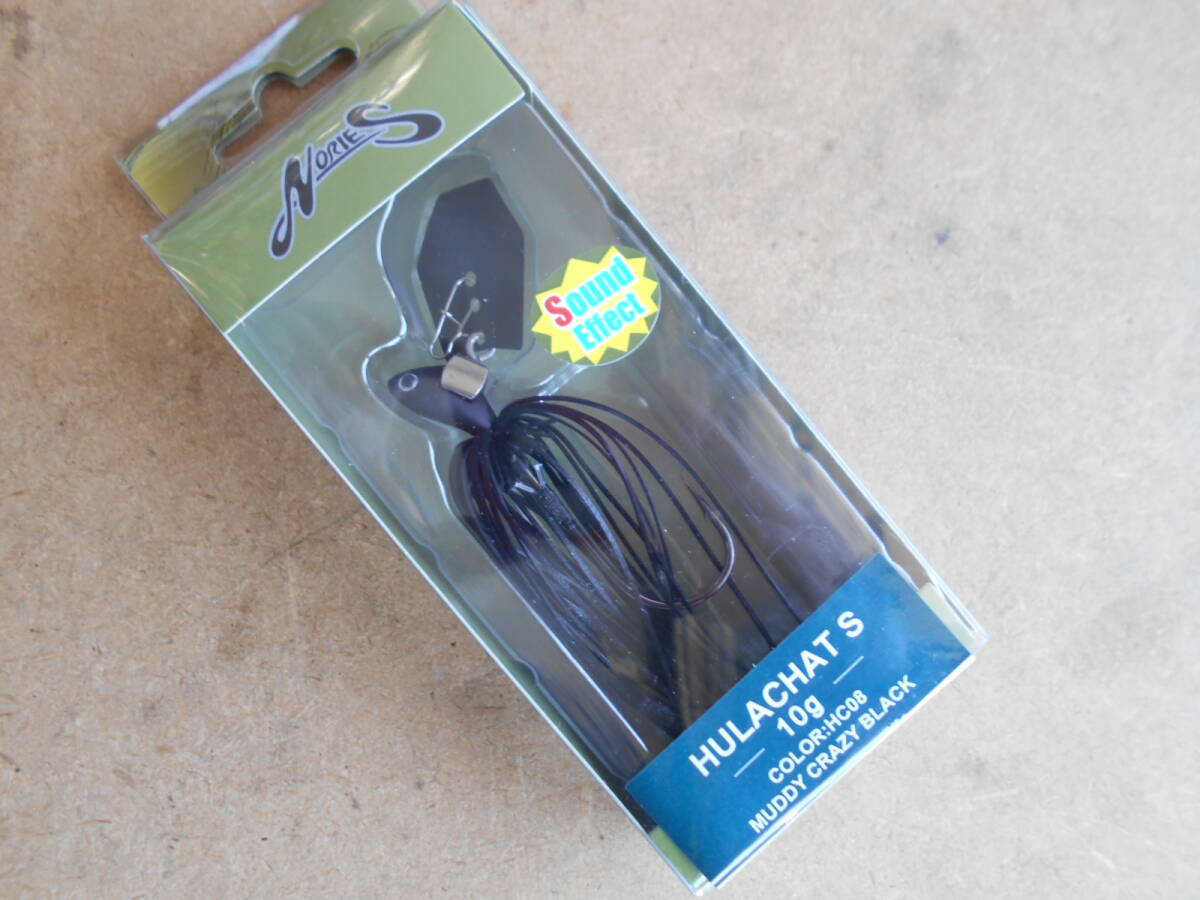 NORIES
Sound
Effect
HULACHAT S
10g
COLOR:HC08
MUDDY CRAZY BLACK